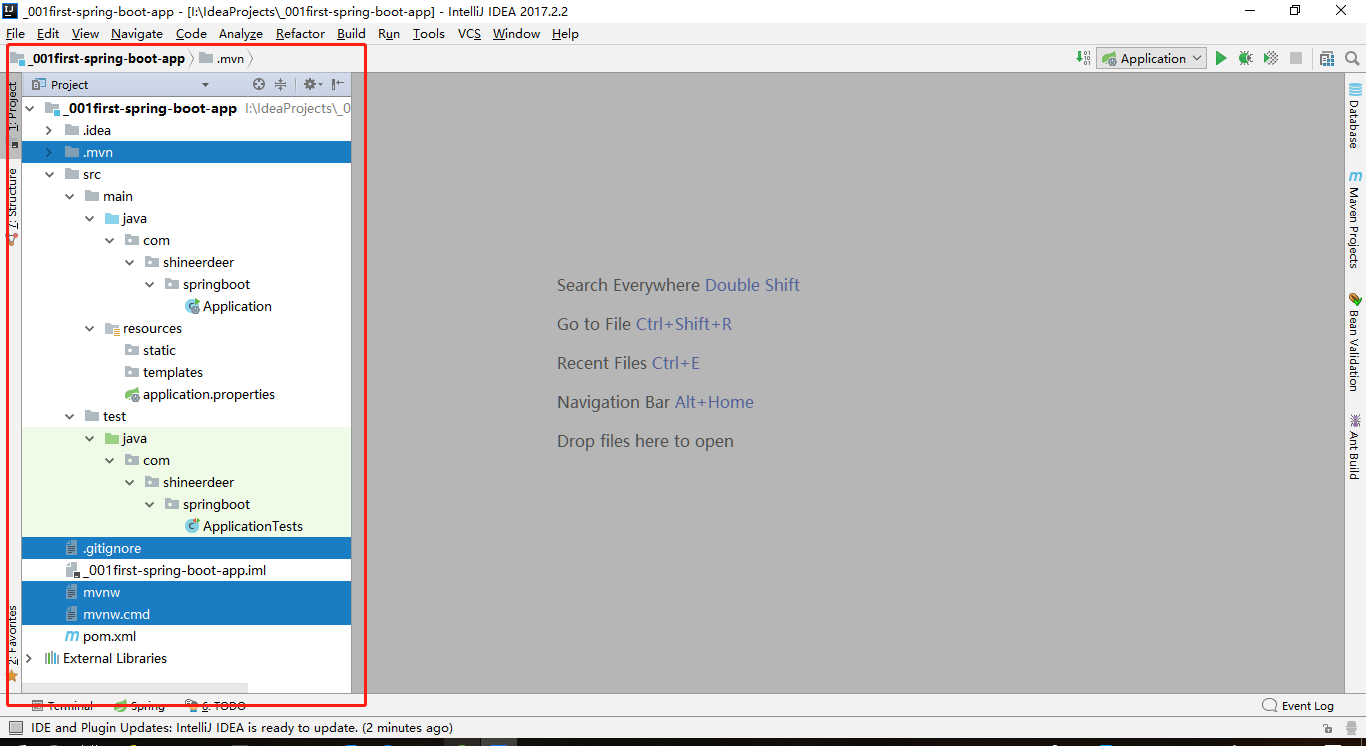 _001first-spring-boot-app - [I:\IdeaProjects\_001first-spring-boot-app] - IntelliJ IDEA 2017.2.2
File Edit View Navigate Code Analyze Refactor Build Run Tools VCS Window Help
_001first-spring-boot-app .mvn
Application
Project
_001first-spring-boot-app I:\IdeaProjects\_0
.idea
.mvn
src
main
java
com
shineerdeer
springboot
Application
resources
static
templates
application.properties
test
java
com
shineerdeer
springboot
ApplicationTests
.gitignore
_001first-spring-boot-app.iml
mvnw
mvnw.cmd
pom.xml
External Libraries
1: Project
7: Structure
2: Favorites
Search Everywhere Double Shift
Go to File Ctrl+Shift+R
Recent Files Ctrl+E
Navigation Bar Alt+Home
Drop files here to open
Database
Maven Projects
Bean Validation
Ant Build
Terminal Spring 6: TODO Event Log
IDE and Plugin Updates: IntelliJ IDEA is ready to update. (2 minutes ago)